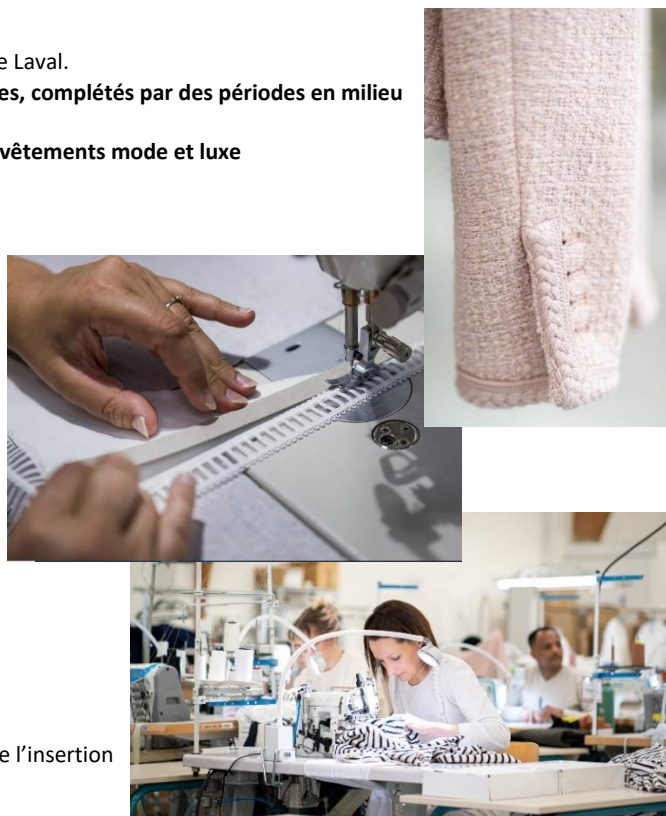 e Laval.
es, complétés par des périodes en milieu
vêtements mode et luxe
e l’insertion